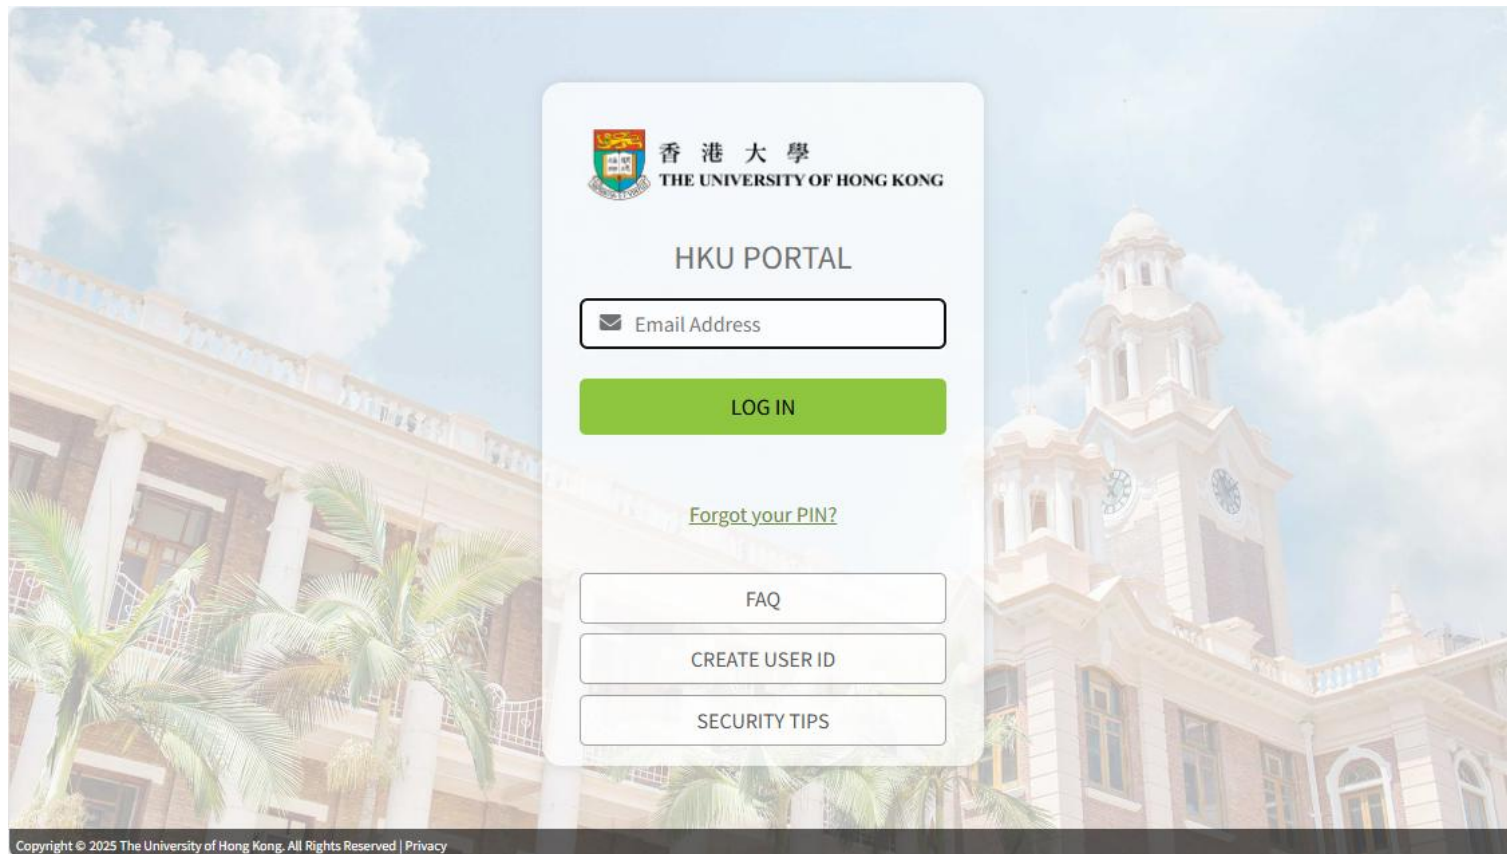 香港大學
THE UNIVERSITY OF HONG KONG
HKU PORTAL
Email Address
LOG IN
Forgot your PIN?
FAQ
CREATE USER ID
SECURITY TIPS
Copyright © 2025 The University of Hong Kong. All Rights Reserved | Privacy